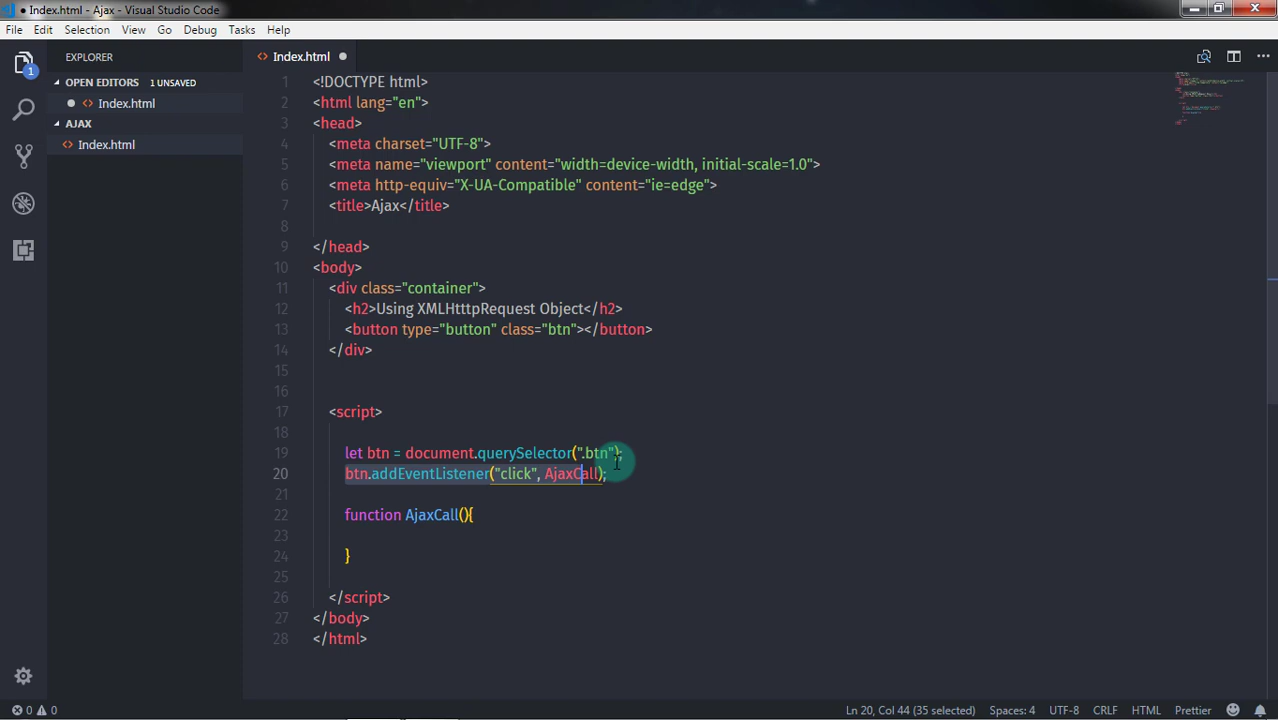 ● Index.html - Ajax - Visual Studio Code
File Edit Selection View Go Debug Tasks Help
EXPLORER
Index.html ●
1
OPEN EDITORS 1 UNSAVED
● <> Index.html
AJAX
<> Index.html
1 <!DOCTYPE html>
2 <html lang="en">
3 <head>
4 <meta charset="UTF-8">
5 <meta name="viewport" content="width=device-width, initial-scale=1.0">
6 <meta http-equiv="X-UA-Compatible" content="ie=edge">
7 <title>Ajax</title>
8
9 </head>
10 <body>
11 <div class="container">
12 <h2>Using XMLHtttpRequest Object</h2>
13 <button type="button" class="btn"></button>
14 </div>
15
16
17 <script>
18
19 let btn = document.querySelector(".btn");
20 btn.addEventListener("click", AjaxCall);
21
22 function AjaxCall(){
23
24 }
25
26 </script>
27 </body>
28 </html>
0 0 Ln 20, Col 44 (35 selected) Spaces: 4 UTF-8 CRLF HTML Prettier